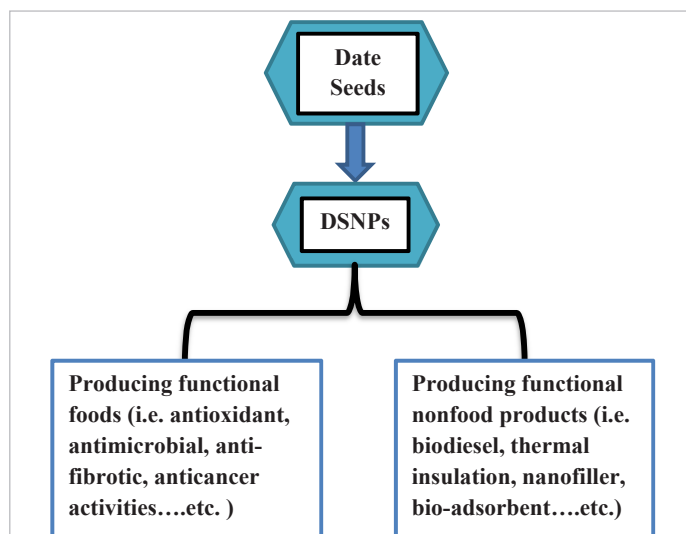 Date
Seeds
DSNPs
Producing functional
foods (i.e. antioxidant,
antimicrobial, anti-
fibrotic, anticancer
activities….etc. )
Producing functional
nonfood products (i.e.
biodiesel, thermal
insulation, nanofiller,
bio-adsorbent….etc.)